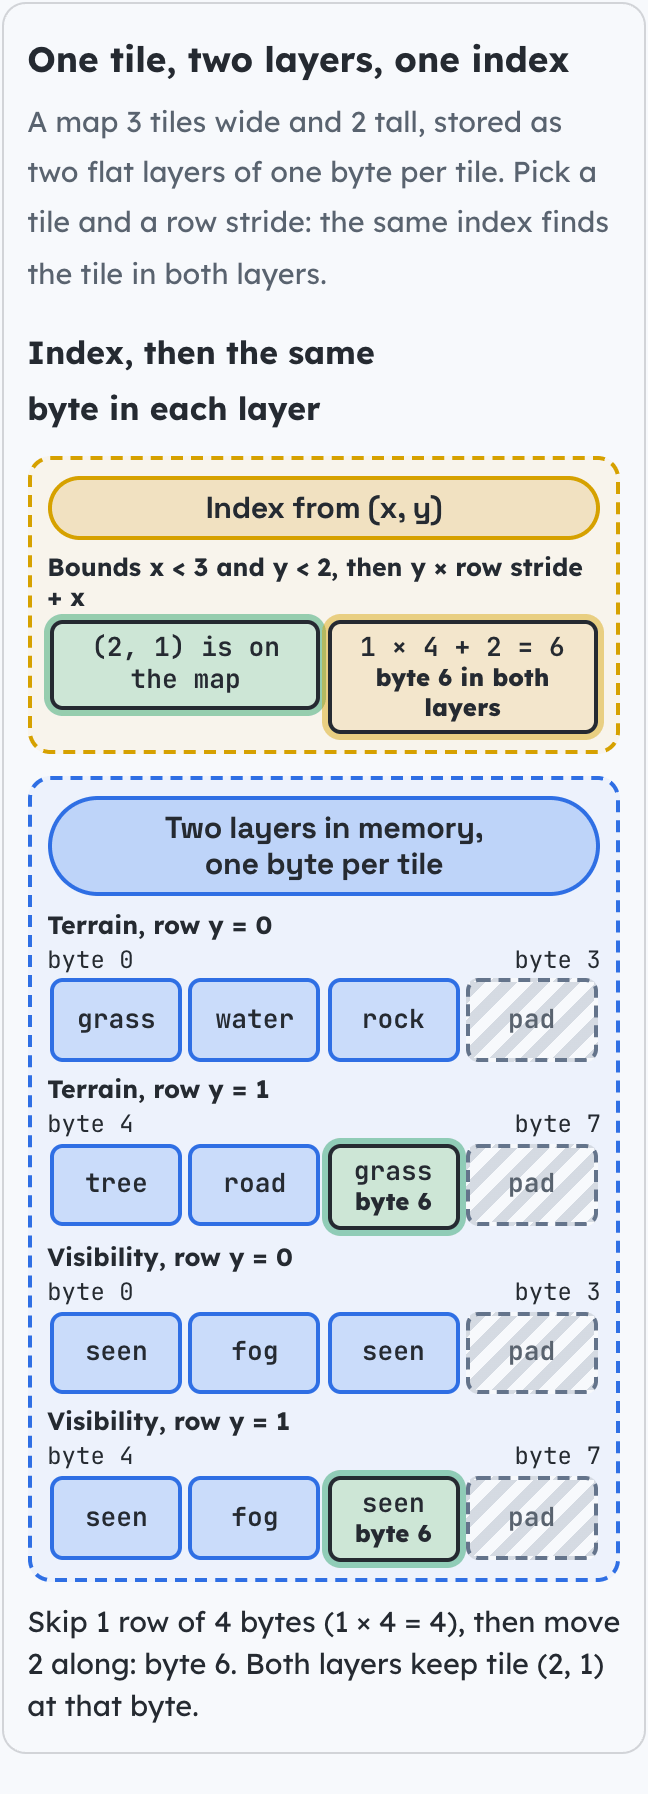 One tile, two layers, one index
A map 3 tiles wide and 2 tall, stored as
two flat layers of one byte per tile. Pick a
tile and a row stride: the same index finds
the tile in both layers.
Index, then the same
byte in each layer
Index from (x, y)
Bounds x < 3 and y < 2, then y × row stride
+ x
(2, 1) is on
the map
1 × 4 + 2 = 6
byte 6 in both
layers
Two layers in memory,
one byte per tile
Terrain, row y = 0
byte 0 byte 3
grass water rock pad
Terrain, row y = 1
byte 4 byte 7
tree road grass pad
byte 6
Visibility, row y = 0
byte 0 byte 3
seen fog seen pad
Visibility, row y = 1
byte 4 byte 7
seen fog seen pad
byte 6
Skip 1 row of 4 bytes (1 × 4 = 4), then move
2 along: byte 6. Both layers keep tile (2, 1)
at that byte.